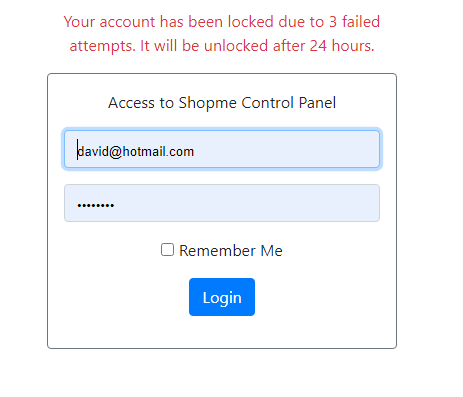 Your account has been locked due to 3 failed
attempts. It will be unlocked after 24 hours.
Access to Shopme Control Panel
david@hotmail.com
••••••••
Remember Me
Login